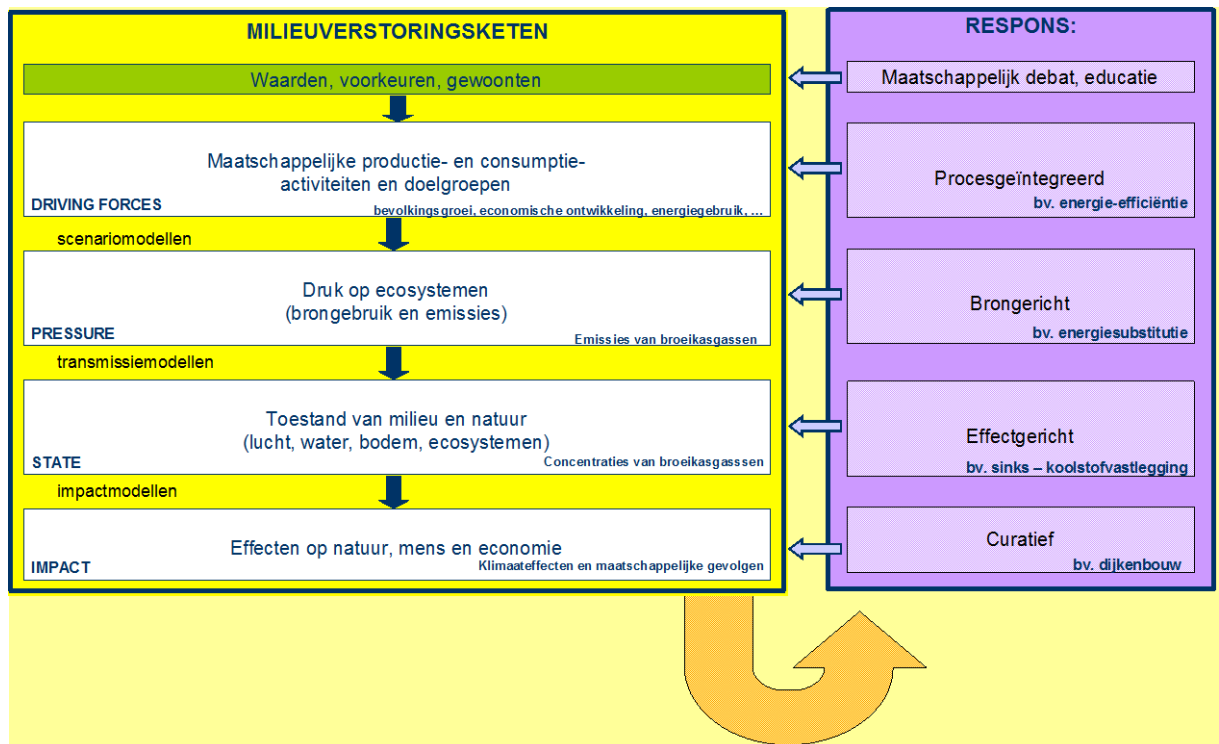 MILIEUVERSTORINGSKETEN
Waarden, voorkeuren, gewoonten
Maatschappelijke productie- en consumptie-
activiteiten en doelgroepen
DRIVING FORCES
bevolkingsgroei, economische ontwikkeling, energiegebruik, ...
scenariomodellen
Druk op ecosystemen
(brongebruik en emissies)
PRESSURE
Emissies van broeikasgassen
transmissiemodellen
Toestand van milieu en natuur
(lucht, water, bodem, ecosystemen)
STATE
Concentraties van broeikasgasssen
impactmodellen
Effecten op natuur, mens en economie
IMPACT
Klimaateffecten en maatschappelijke gevolgen
RESPONS:
Maatschappelijk debat, educatie
Procesgeïntegreerd
bv. energie-efficiëntie
Brongericht
bv. energiesubstitutie
Effectgericht
bv. sinks – koolstofvastlegging
Curatief
bv. dijkenbouw